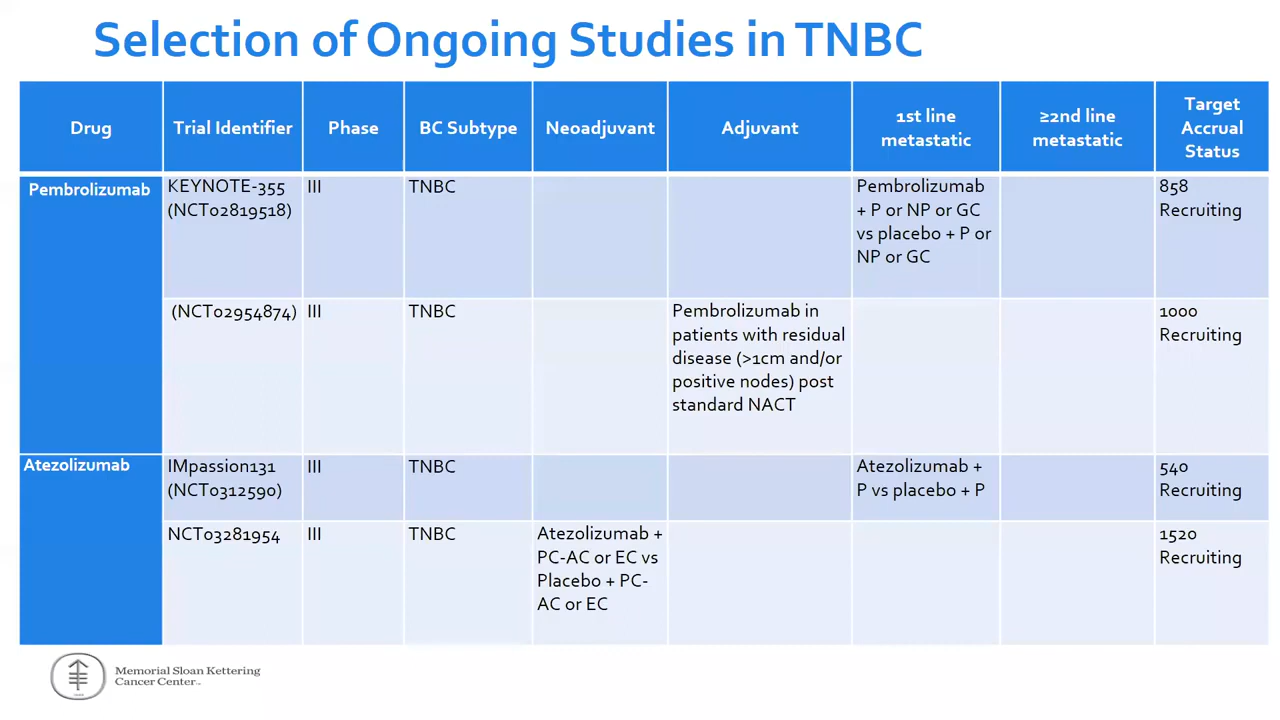 Selection of Ongoing Studies in TNBC
Drug
Trial Identifier
Phase
BC Subtype
Neoadjuvant
Adjuvant
1st line
metastatic
≥2nd line
metastatic
Target
Accrual
Status
Pembrolizumab
KEYNOTE-355
(NCT02819518)
III
TNBC
Pembrolizumab
+ P or NP or GC
vs placebo + P or
NP or GC
858
Recruiting
(NCT02954874)
III
TNBC
Pembrolizumab in
patients with residual
disease (>1cm and/or
positive nodes) post
standard NACT
1000
Recruiting
Atezolizumab
IMpassion131
(NCT0312590)
III
TNBC
Atezolizumab +
P vs placebo + P
540
Recruiting
NCT03281954
III
TNBC
Atezolizumab +
PC-AC or EC vs
Placebo + PC-
AC or EC
1520
Recruiting
Memorial Sloan Kettering
Cancer Center